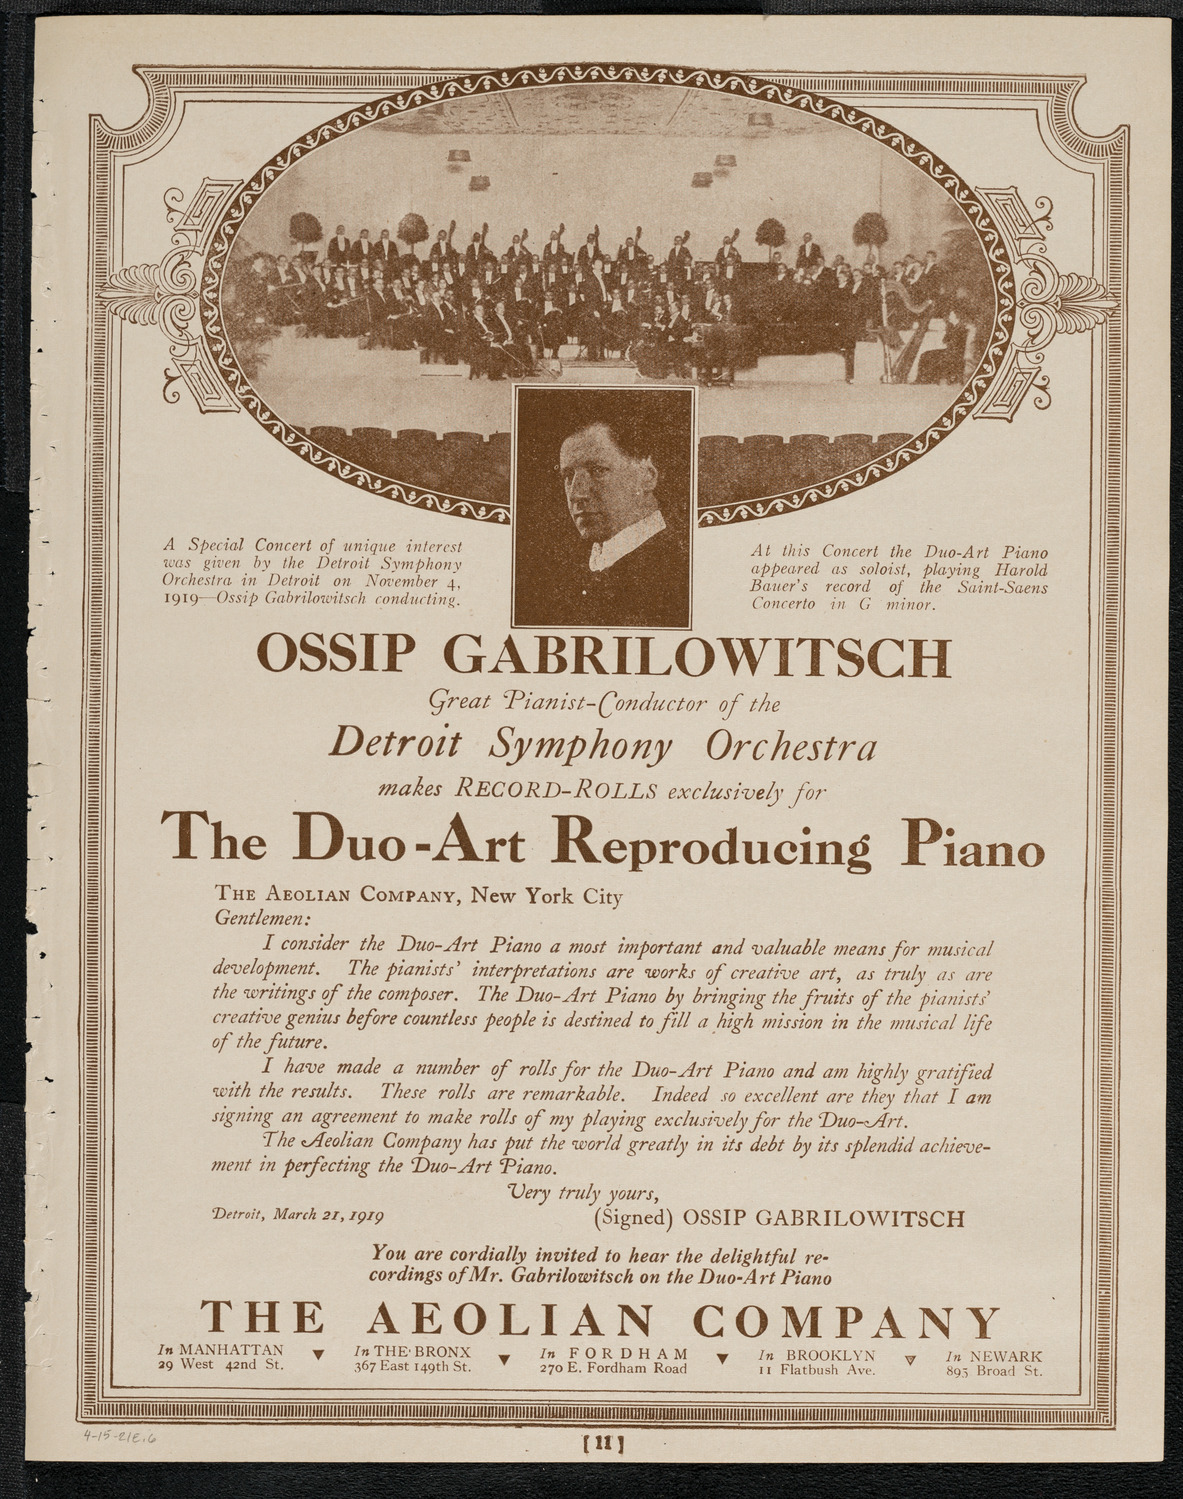 A Special Concert of unique interest
was given by the Detroit Symphony
Orchestra in Detroit on November 4,
1919—Ossip Gabrilowitsch conducting.
At this Concert the Duo-Art Piano
appeared as soloist, playing Harold
Bauer's record of the Saint-Saens
Concerto in G minor.
OSSIP GABRILOWITSCH
Great Pianist-Conductor of the
Detroit Symphony Orchestra
makes RECORD-ROLLS exclusively for
The Duo-Art Reproducing Piano
THE AEOLIAN COMPANY, New York City
Gentlemen:
I consider the Duo-Art Piano a most important and valuable means for musical
development. The pianists' interpretations are works of creative art, as truly as are
the writings of the composer. The Duo-Art Piano by bringing the fruits of the pianists'
creative genius before countless people is destined to fill a high mission in the musical life
of the future.
I have made a number of rolls for the Duo-Art Piano and am highly gratified
with the results. These rolls are remarkable. Indeed so excellent are they that I am
signing an agreement to make rolls of my playing exclusively for the Duo-Art.
The Aeolian Company has put the world greatly in its debt by its splendid achieve-
ment in perfecting the Duo-Art Piano.
Very truly yours,
Detroit, March 21, 1919 (Signed) OSSIP GABRILOWITSCH
You are cordially invited to hear the delightful re-
cordings of Mr. Gabrilowitsch on the Duo-Art Piano
THE AEOLIAN COMPANY
In MANHATTAN
29 West 42nd St.
In THE BRONX
367 East 149th St.
In FORDHAM
270 E. Fordham Road
In BROOKLYN
11 Flatbush Ave.
In NEWARK
895 Broad St.
4-15-21E.6
[11]